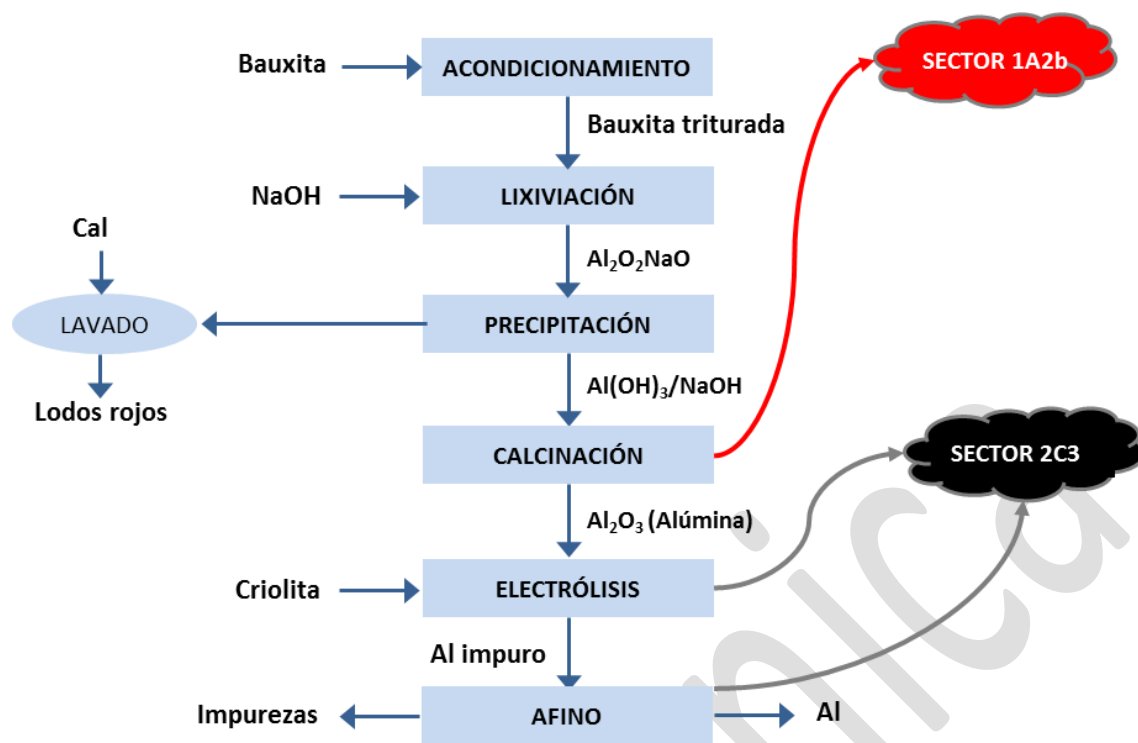 Bauxita
ACONDICIONAMIENTO
SECTOR 1A2b
Bauxita triturada
NaOH
LIXIVIACIÓN
Cal
Al₂O₂NaO
LAVADO
PRECIPITACIÓN
Al(OH)₃/NaOH
Lodos rojos
CALCINACIÓN
SECTOR 2C3
Al₂O₃ (Alúmina)
Criolita
ELECTRÓLISIS
Al impuro
Impurezas
AFINO
Al